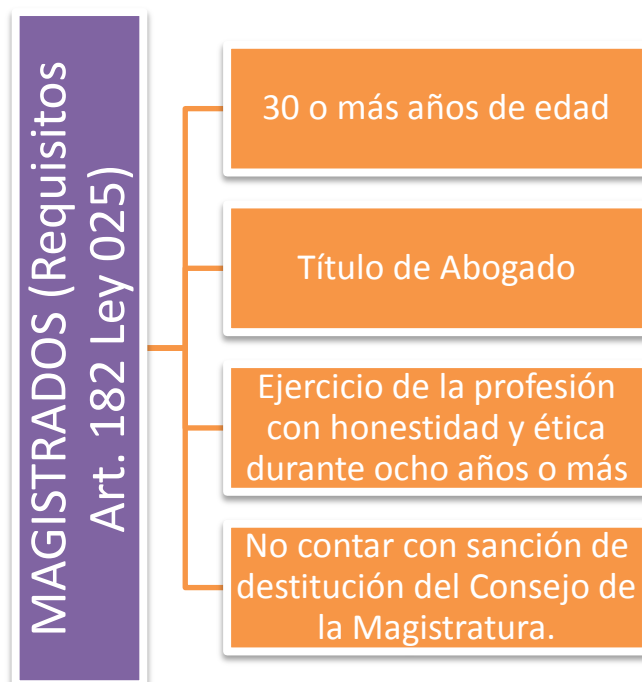 MAGISTRADOS (Requisitos
Art. 182 Ley 025)
30 o más años de edad
Título de Abogado
Ejercicio de la profesión
con honestidad y ética
durante ocho años o más
No contar con sanción de
destitución del Consejo de
la Magistratura.